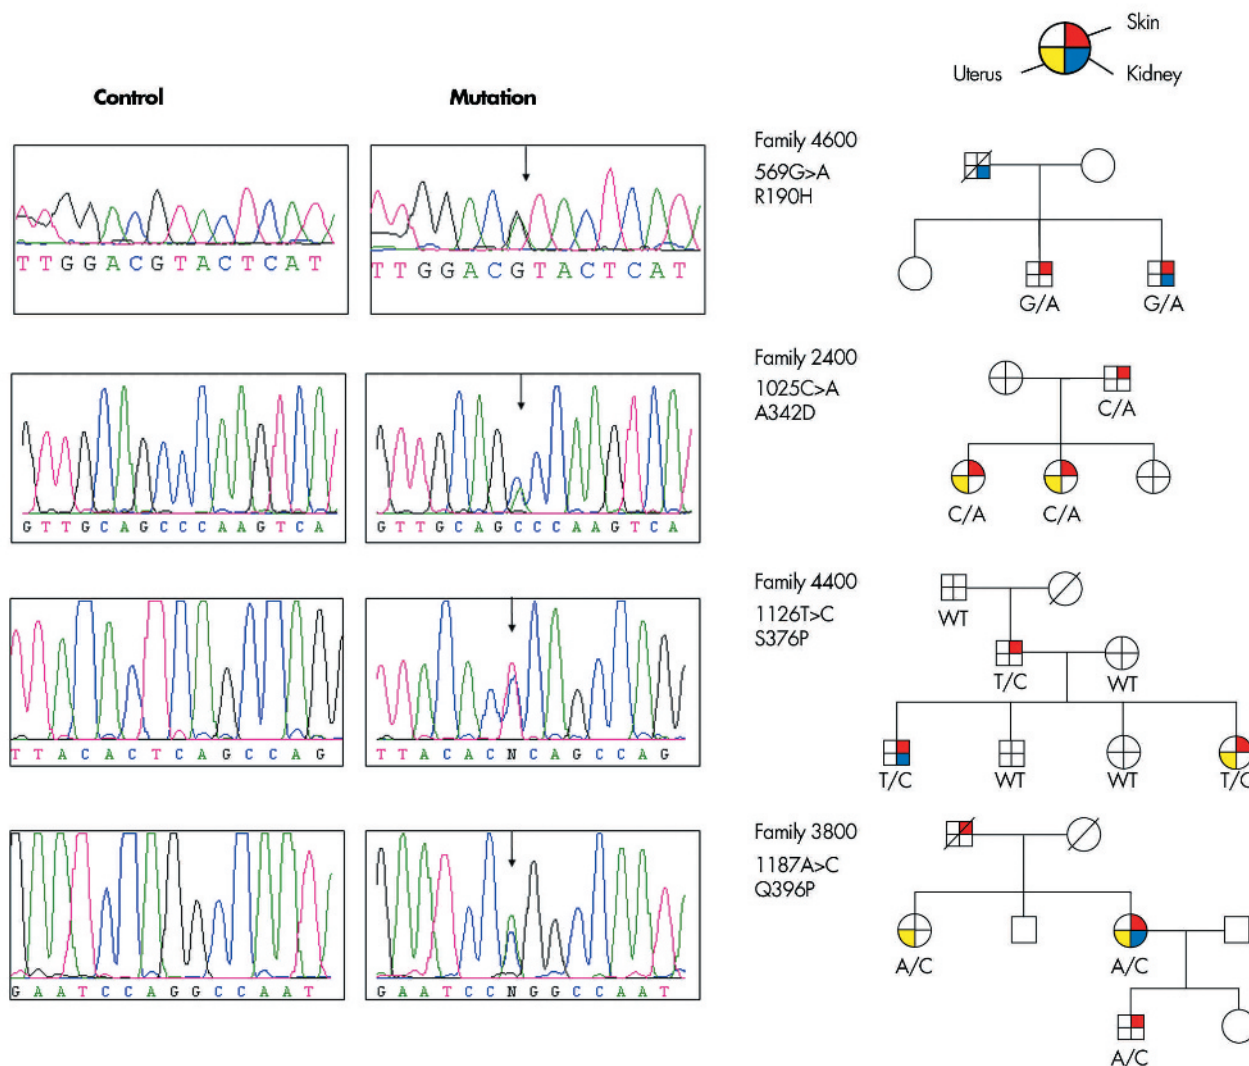 Skin
Uterus
Kidney
Control
Mutation
Family 4600
569G>A
R190H
TTGGACGTACTCAT
TTGGACGTACTCAT
G/A
G/A
Family 2400
1025C>A
A342D
C/A
GTTGCAGCCCAAGTCA
GTTGCAGCCCAAGTCA
C/A
C/A
Family 4400
1126T>C
S376P
WT
T/C
WT
TTACACTCAGCCAG
TTACACNCAGCCAG
T/C
WT
WT
T/C
Family 3800
1187A>C
Q396P
GAATCCAGGCCAAT
GAATCCNGGCCAAT
A/C
A/C
A/C